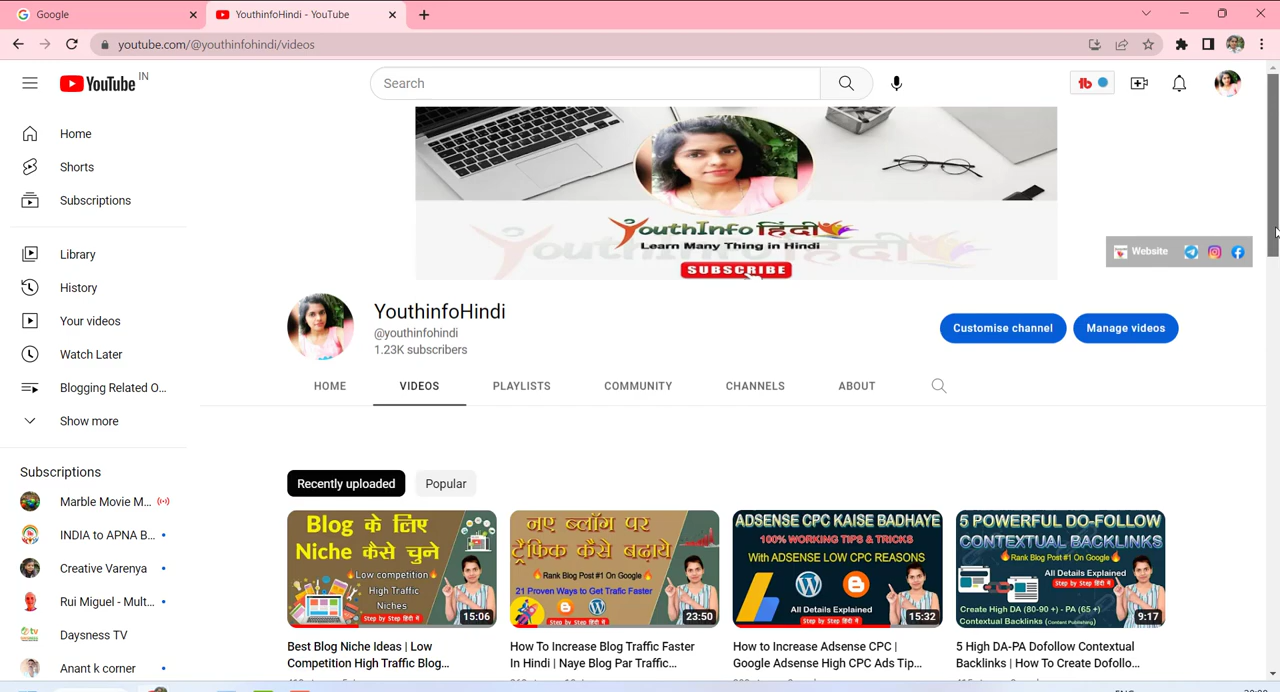 Google
YouthinfoHindi - YouTube
youtube.com/@youthinfohindi/videos
YouTube IN
Search
Home
Shorts
Subscriptions
Library
History
Your videos
Watch Later
Blogging Related O...
Show more
Subscriptions
Marble Movie M...
INDIA to APNA B...
Creative Varenya
Rui Miguel - Mult...
Daysness TV
Anant k corner
YouthInfo हिंदी
Learn Many Thing in Hindi
SUBSCRIBE
Website
YouthinfoHindi
@youthinfohindi
1.23K subscribers
Customise channel
Manage videos
HOME VIDEOS PLAYLISTS COMMUNITY CHANNELS ABOUT
Recently uploaded Popular
Blog के लिए
Niche कैसे चुने
Low competition
High Traffic
Niches
Step by Step हिंदी में
15:06
Best Blog Niche Ideas | Low
Competition High Traffic Blog...
नए ब्लॉग पर
ट्रैफिक कैसे बढ़ाये
Rank Blog Post #1 On Google
21 Proven Ways to Get Trafic Faster
Step by Step हिंदी में
23:50
How To Increase Blog Traffic Faster
In Hindi | Naye Blog Par Traffic...
ADSENSE CPC KAISE BADHAYE
100% WORKING TIPS & TRICKS
With ADSENSE LOW CPC REASONS
All Details Explained
Step by Step हिंदी में
15:32
How to Increase Adsense CPC |
Google Adsense High CPC Ads Tip...
5 POWERFUL DO-FOLLOW
CONTEXTUAL BACKLINKS
Rank Blog Post #1 On Google
All Details Explained
Step by Step हिंदी में
Create High DA (80-90 +) - PA (65 +)
Contextual Backlinks (Content Publishing)
9:17
5 High DA-PA Dofollow Contextual
Backlinks | How To Create Dofollo...